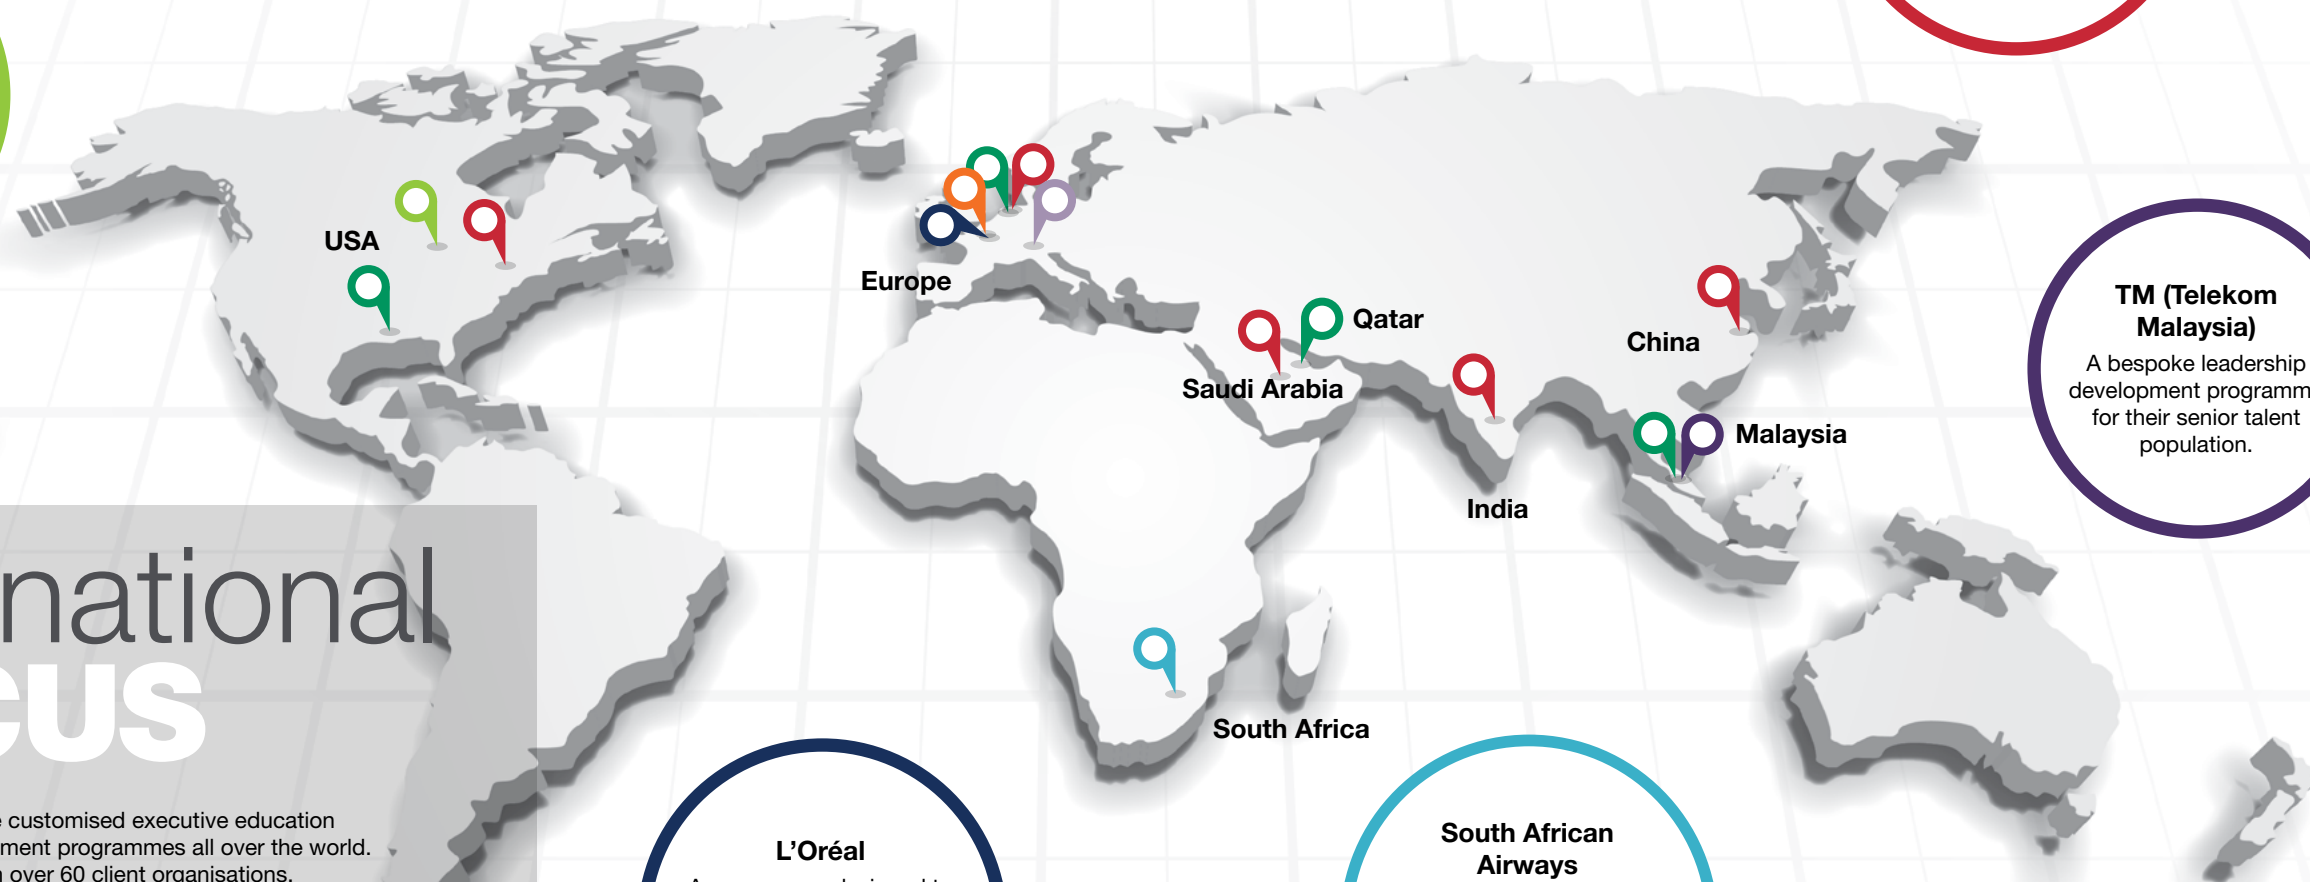 USA
Europe
Qatar
Saudi Arabia
China
Malaysia
India
South Africa
TM (Telekom
Malaysia)
A bespoke leadership
development programm
for their senior talent
population.
national
cus
customised executive education
ment programmes all over the world.
over 60 client organisations.
L’Oréal
South African
Airways